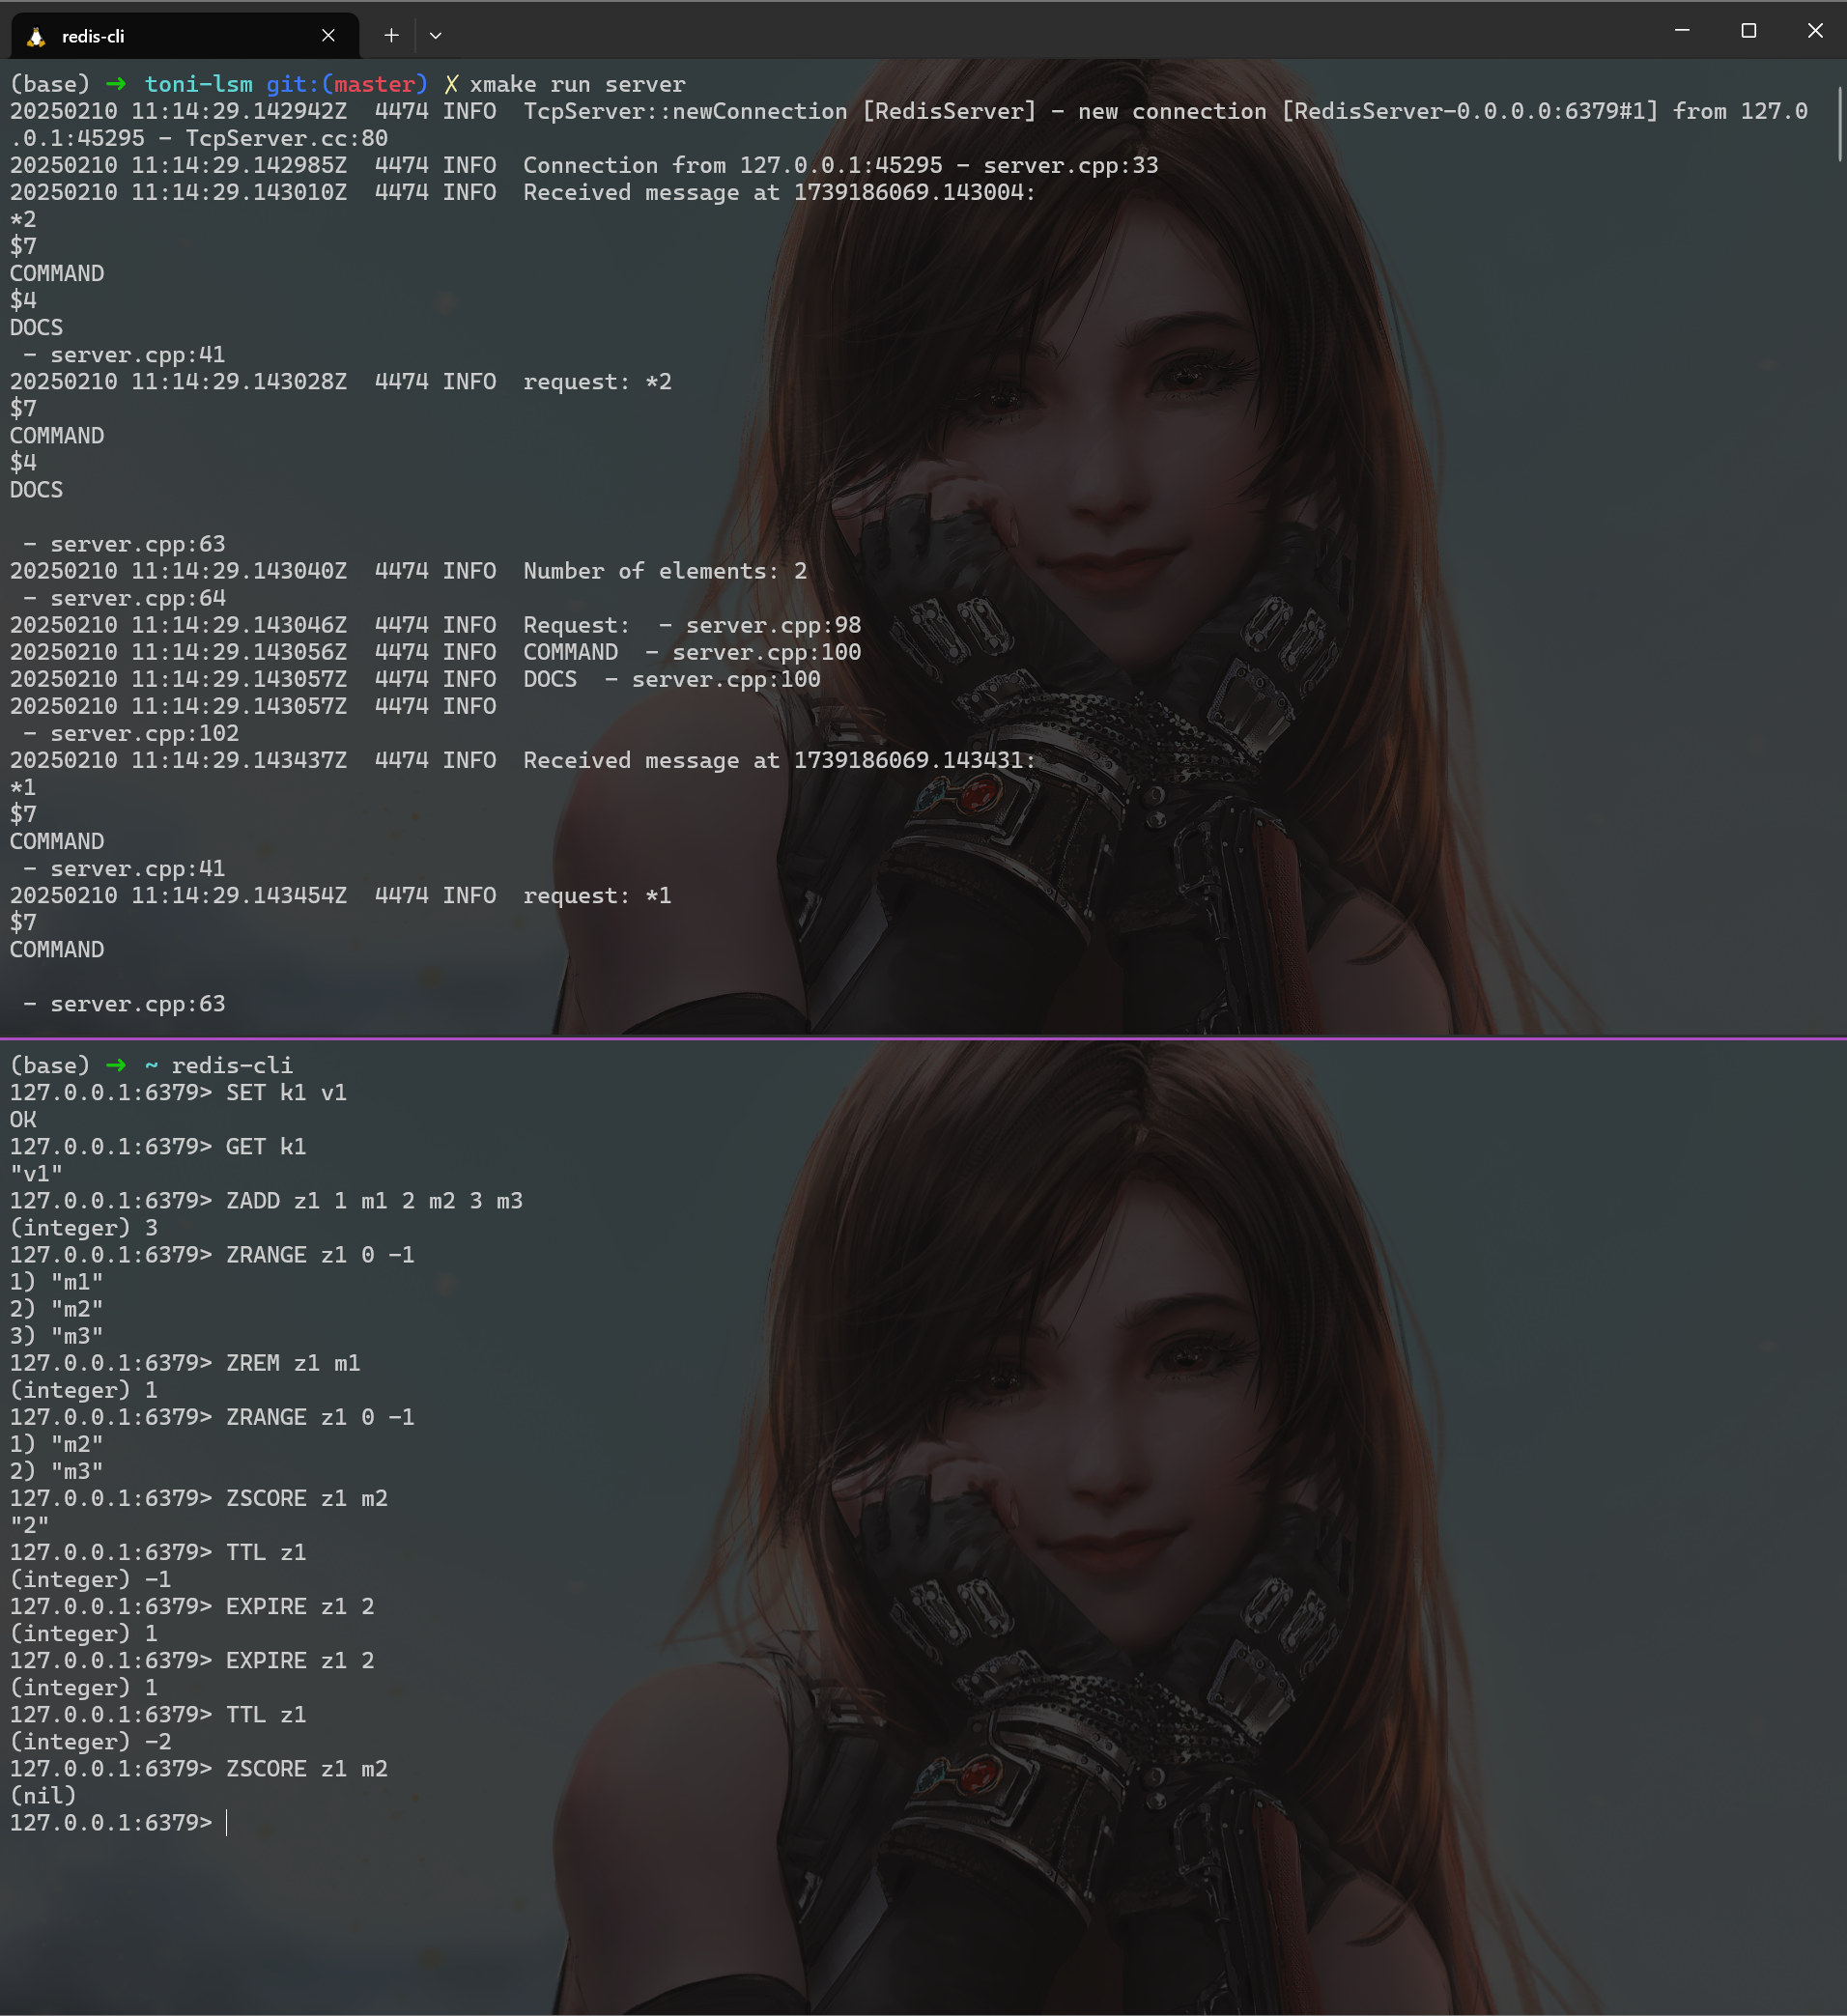 redis-cli
(base) → toni-lsm git:(master) ✗ xmake run server
20250210 11:14:29.142942Z  4474 INFO  TcpServer::newConnection [RedisServer] - new connection [RedisServer-0.0.0.0:6379#1] from 127.0
.0.1:45295 - TcpServer.cc:80
20250210 11:14:29.142985Z  4474 INFO  Connection from 127.0.0.1:45295 - server.cpp:33
20250210 11:14:29.143010Z  4474 INFO  Received message at 1739186069.143004:
*2
$7
COMMAND
$4
DOCS
 - server.cpp:41
20250210 11:14:29.143028Z  4474 INFO  request: *2
$7
COMMAND
$4
DOCS
 - server.cpp:63
20250210 11:14:29.143040Z  4474 INFO  Number of elements: 2
 - server.cpp:64
20250210 11:14:29.143046Z  4474 INFO  Request:  - server.cpp:98
20250210 11:14:29.143056Z  4474 INFO  COMMAND  - server.cpp:100
20250210 11:14:29.143057Z  4474 INFO  DOCS  - server.cpp:100
20250210 11:14:29.143057Z  4474 INFO
 - server.cpp:102
20250210 11:14:29.143437Z  4474 INFO  Received message at 1739186069.143431:
*1
$7
COMMAND
 - server.cpp:41
20250210 11:14:29.143454Z  4474 INFO  request: *1
$7
COMMAND
 - server.cpp:63
(base) → ~ redis-cli
127.0.0.1:6379> SET k1 v1
OK
127.0.0.1:6379> GET k1
"v1"
127.0.0.1:6379> ZADD z1 1 m1 2 m2 3 m3
(integer) 3
127.0.0.1:6379> ZRANGE z1 0 -1
1) "m1"
2) "m2"
3) "m3"
127.0.0.1:6379> ZREM z1 m1
(integer) 1
127.0.0.1:6379> ZRANGE z1 0 -1
1) "m2"
2) "m3"
127.0.0.1:6379> ZSCORE z1 m2
"2"
127.0.0.1:6379> TTL z1
(integer) -1
127.0.0.1:6379> EXPIRE z1 2
(integer) 1
127.0.0.1:6379> EXPIRE z1 2
(integer) 1
127.0.0.1:6379> TTL z1
(integer) -2
127.0.0.1:6379> ZSCORE z1 m2
(nil)
127.0.0.1:6379>